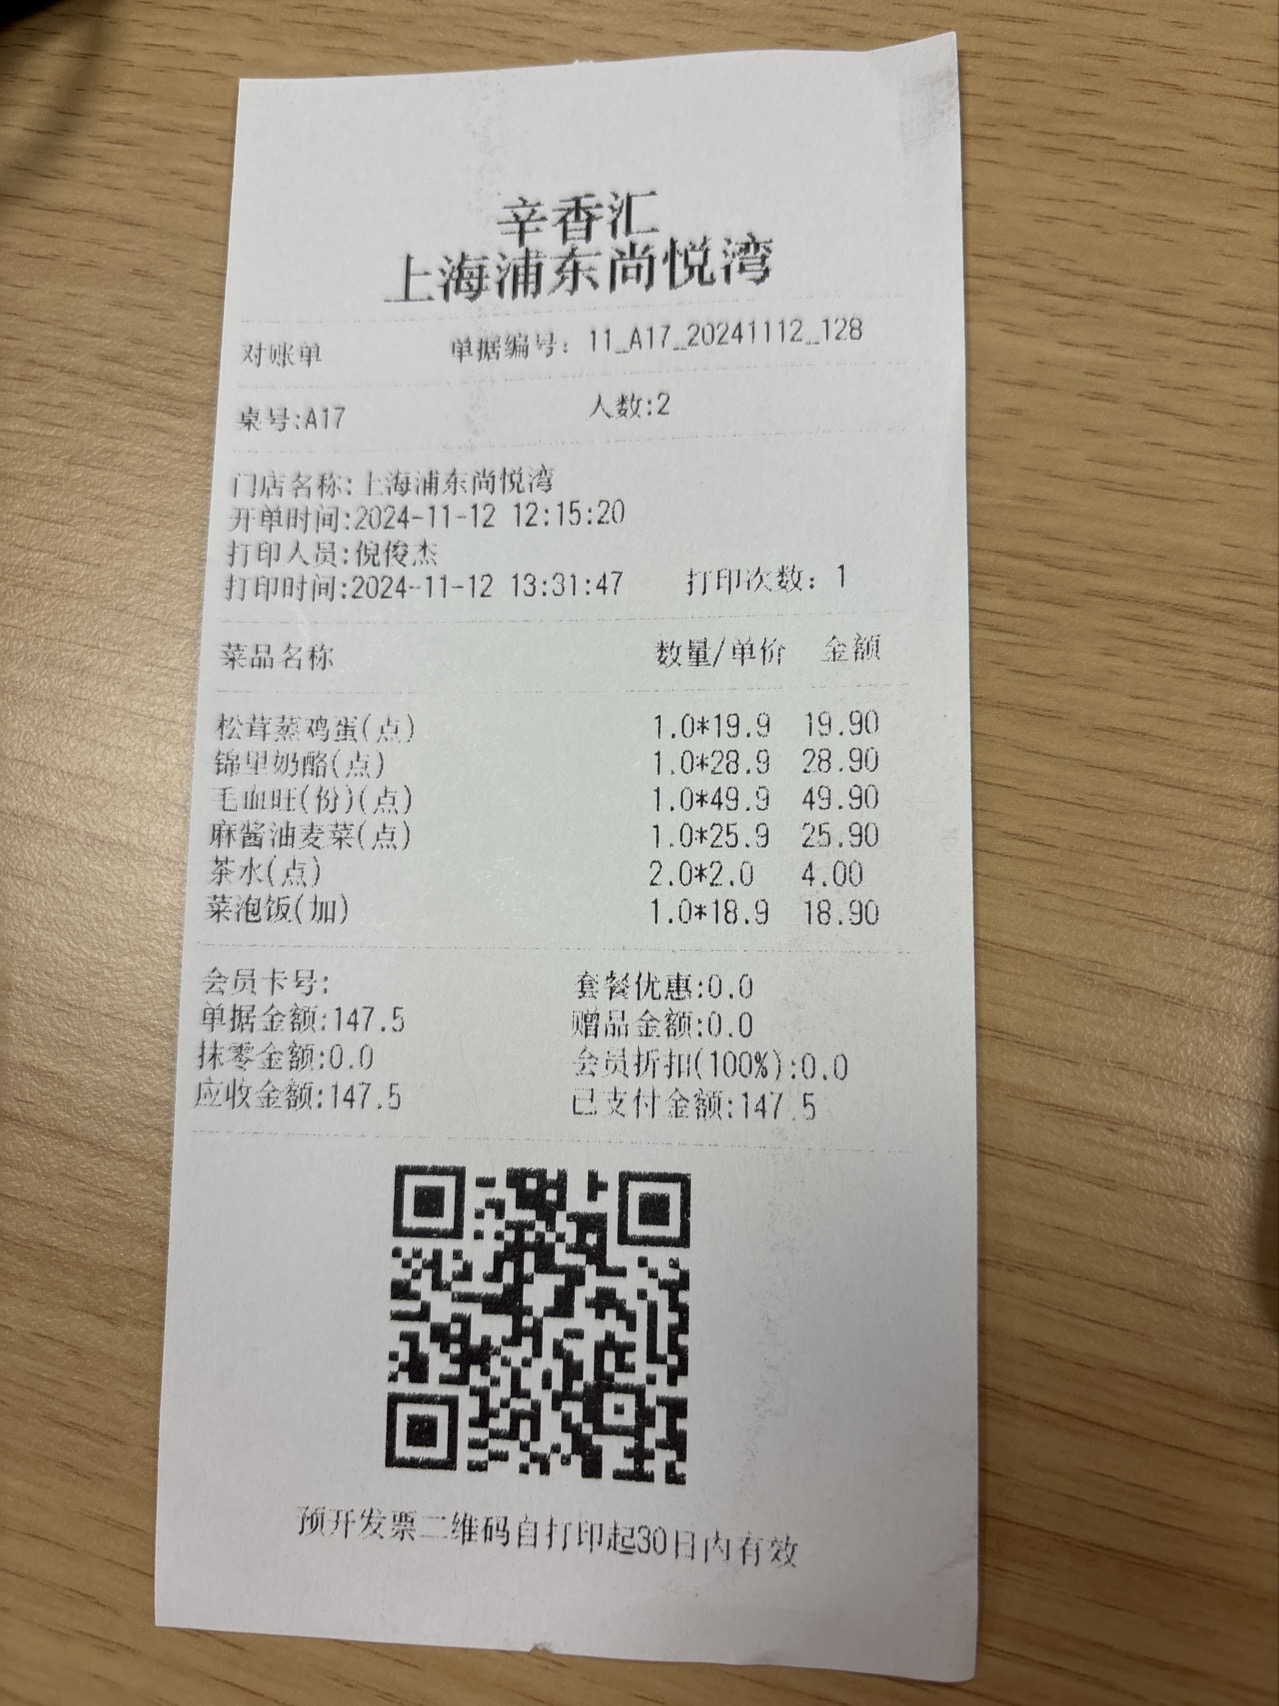 辛香汇
上海浦东尚悦湾
对账单 单据编号：11_A17_20241112_128
桌号:A17 人数:2
门店名称:上海浦东尚悦湾
开单时间:2024-11-12 12:15:20
打印人员:倪俊杰
打印时间:2024-11-12 13:31:47 打印次数：1
菜品名称 数量/单价 金额
松茸蒸鸡蛋(点) 1.0*19.9 19.90
锦里奶酪(点) 1.0*28.9 28.90
毛血旺(份)(点) 1.0*49.9 49.90
麻酱油麦菜(点) 1.0*25.9 25.90
茶水(点) 2.0*2.0 4.00
菜泡饭(加) 1.0*18.9 18.90
会员卡号: 套餐优惠:0.0
单据金额:147.5 赠品金额:0.0
抹零金额:0.0 会员折扣(100%):0.0
应收金额:147.5 已支付金额:147.5
预开发票二维码自打印起30日内有效